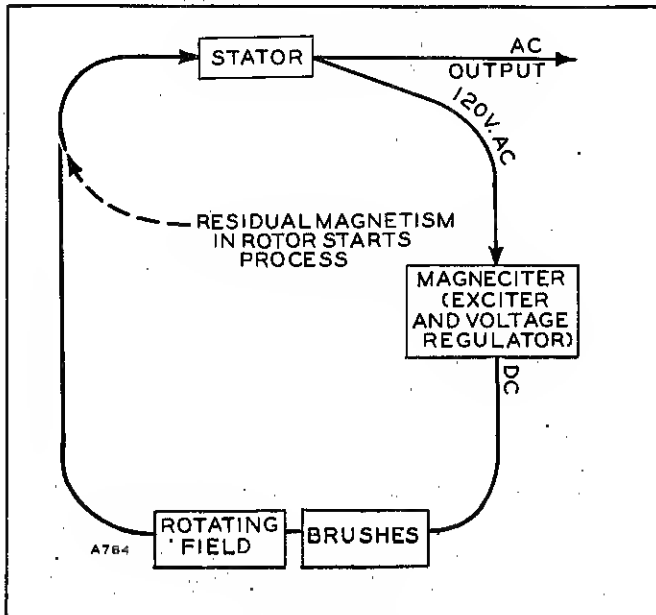 STATOR
AC
OUTPUT
120V. AC
RESIDUAL MAGNETISM
IN ROTOR STARTS
PROCESS
MAGNECITER
(EXCITER
AND VOLTAGE
REGULATOR)
DC
ROTATING
FIELD
BRUSHES
A764